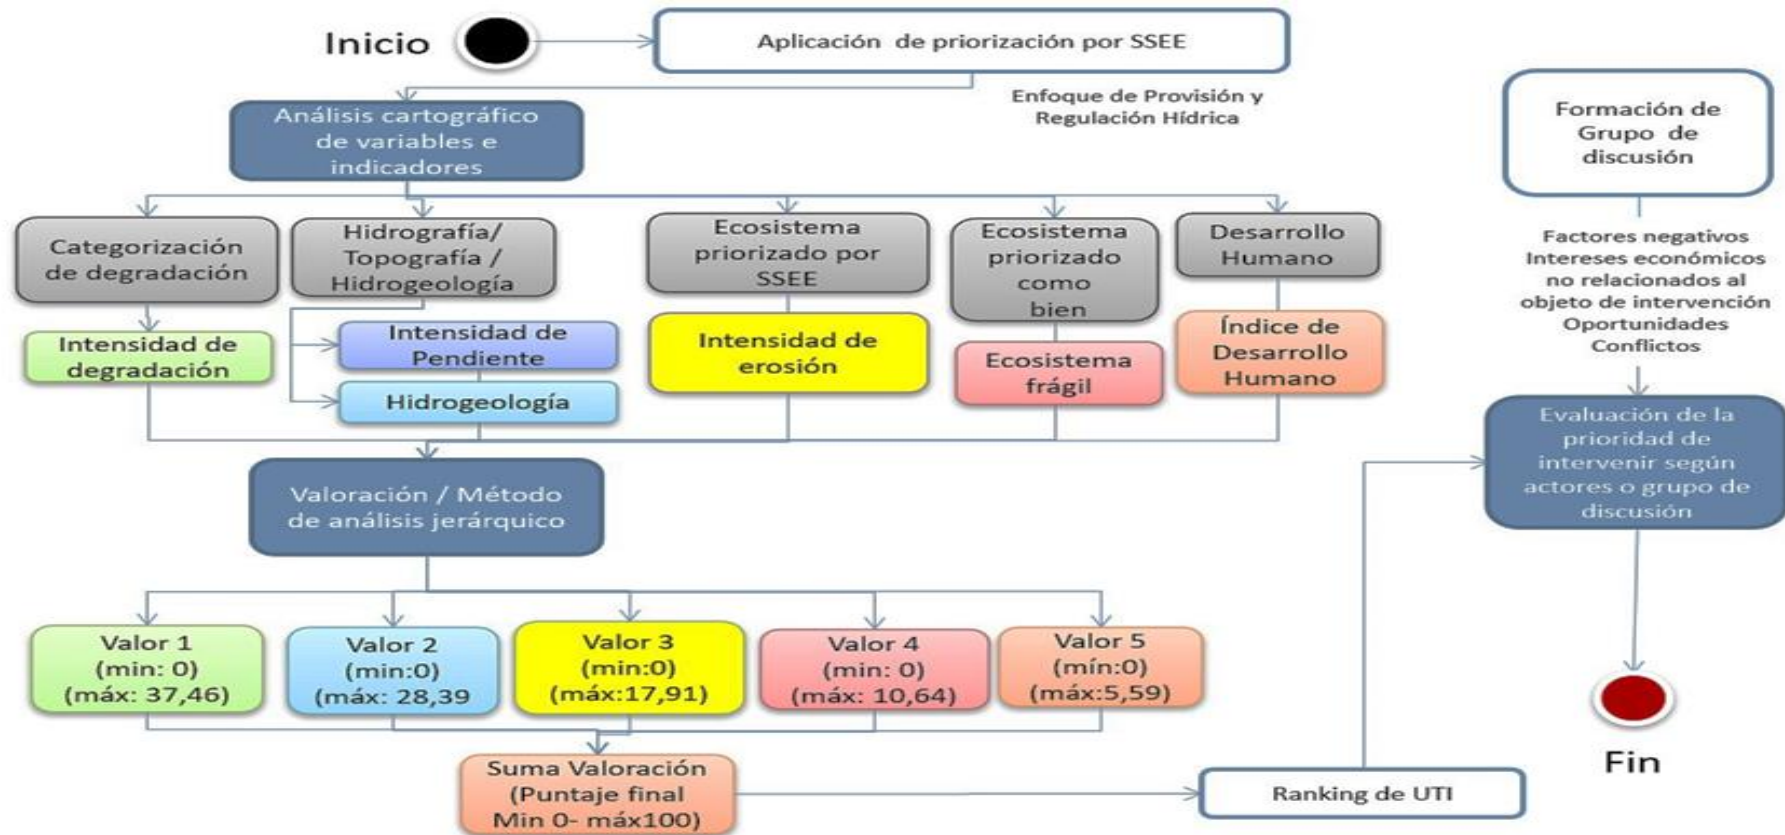 Inicio
Aplicación de priorización por SSEE
Enfoque de Provisión y
Regulación Hídrica
Análisis cartográfico
de variables e
indicadores
Categorización
de degradación
Hidrografía/
Topografía /
Hidrogeología
Ecosistema
priorizado por
SSEE
Ecosistema
priorizado
como
bien
Desarrollo
Humano
Intensidad de
degradación
Intensidad de
Pendiente
Hidrogeología
Intensidad de
erosión
Ecosistema
frágil
Índice de
Desarrollo
Humano
Valoración / Método
de análisis jerárquico
Valor 1
(min: 0)
(máx: 37,46)
Valor 2
(min:0)
(máx: 28,39
Valor 3
(min:0)
(máx:17,91)
Valor 4
(min: 0)
(máx: 10,64)
Valor 5
(mín:0)
(máx:5,59)
Suma Valoración
(Puntaje final
Min 0- máx100)
Ranking de UTI
Formación de
Grupo de
discusión
Factores negativos
Intereses económicos
no relacionados al
objeto de intervención
Oportunidades
Conflictos
Evaluación de la
prioridad de
intervenir según
actores o grupo de
discusión
Fin